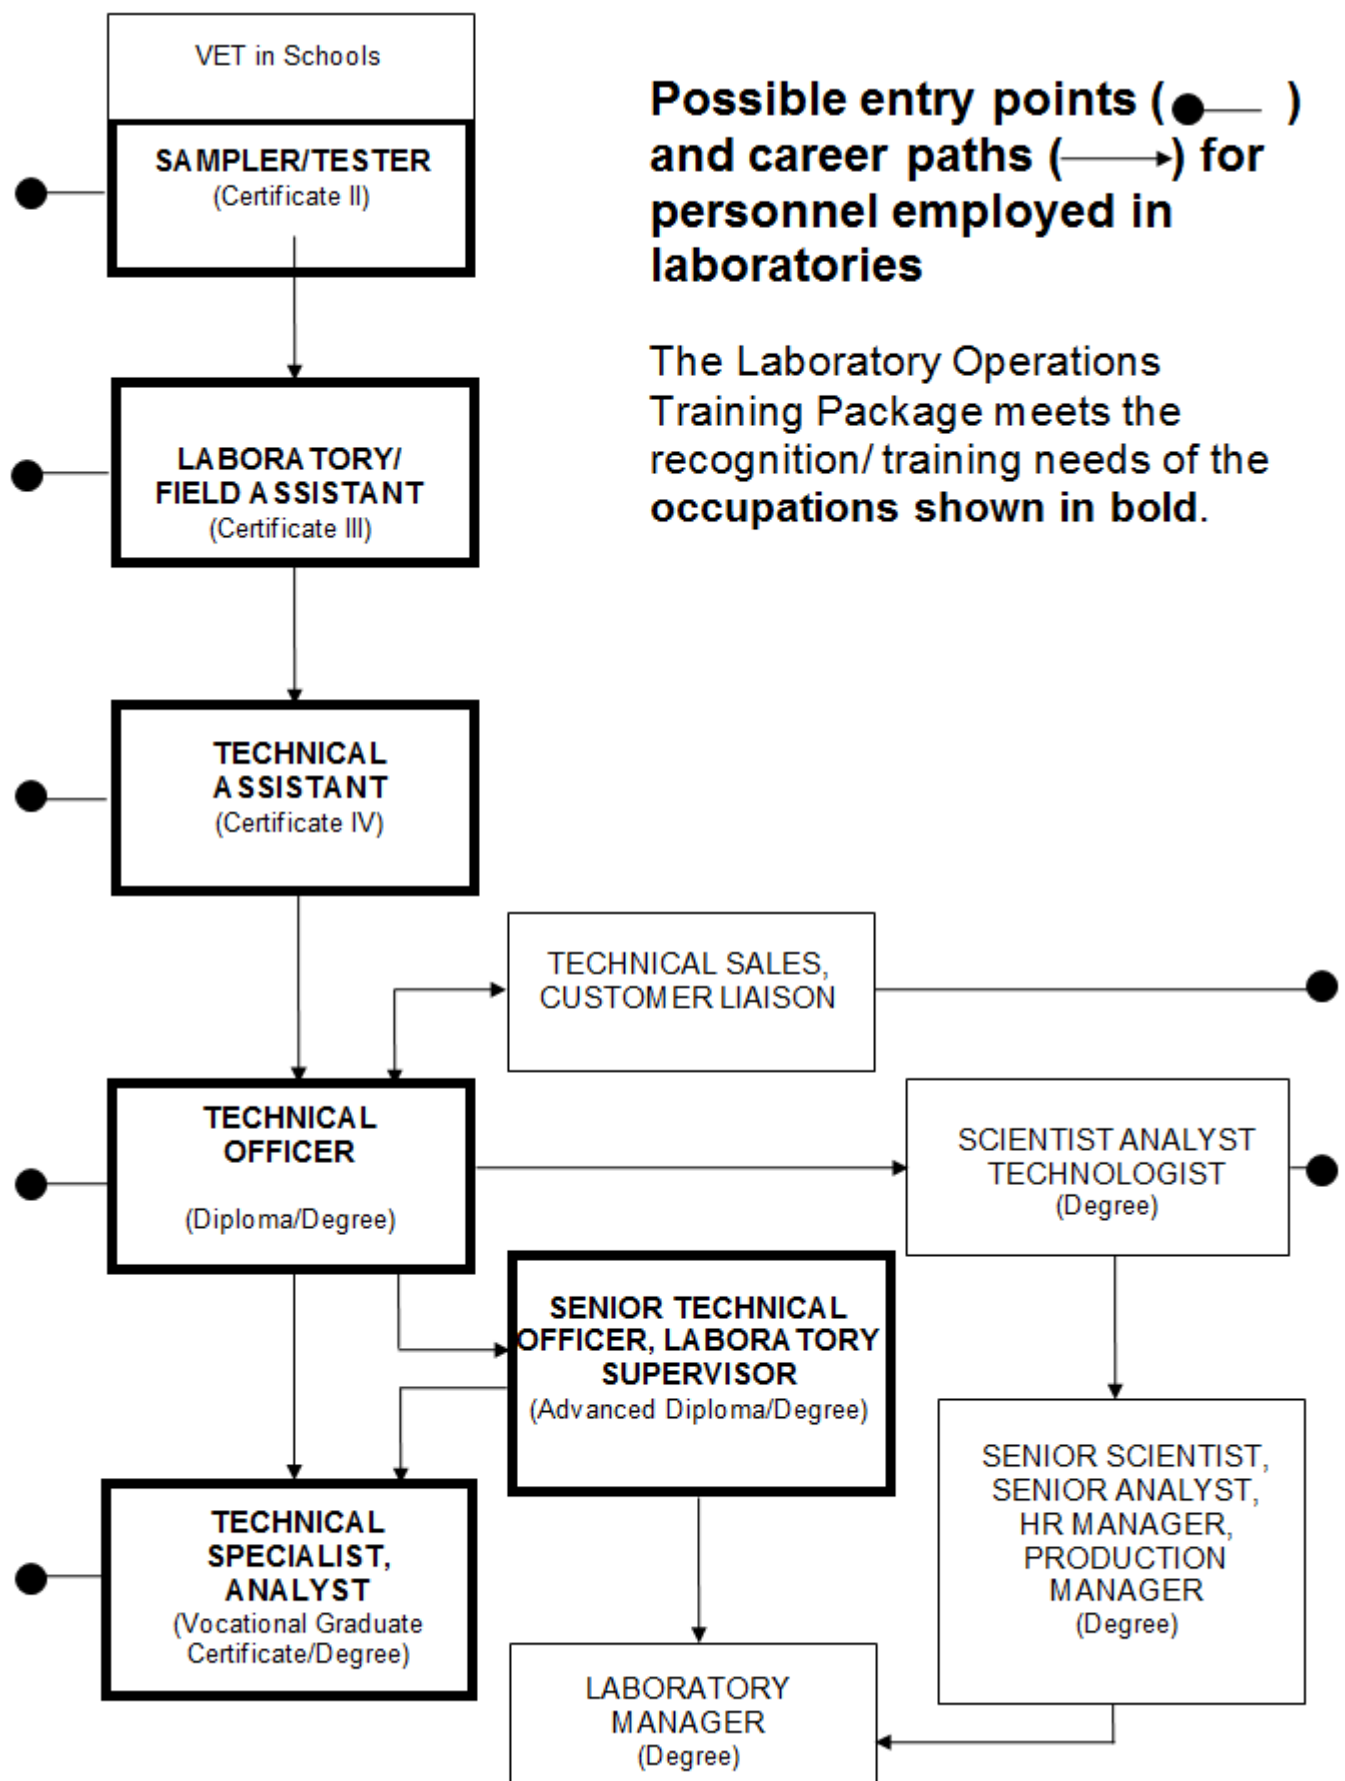 VET in Schools
SAMPLER/TESTER
(Certificate II)
Possible entry points ( )
and career paths ( ) for
personnel employed in
laboratories
The Laboratory Operations
Training Package meets the
recognition/ training needs of the
occupations shown in bold.
LABORATORY/
FIELD ASSISTANT
(Certificate III)
TECHNICAL
ASSISTANT
(Certificate IV)
TECHNICAL SALES,
CUSTOMER LIAISON
TECHNICAL
OFFICER
(Diploma/Degree)
SCIENTIST ANALYST
TECHNOLOGIST
(Degree)
SENIOR TECHNICAL
OFFICER, LABORATORY
SUPERVISOR
(Advanced Diploma/Degree)
SENIOR SCIENTIST,
SENIOR ANALYST,
HR MANAGER,
PRODUCTION
MANAGER
(Degree)
TECHNICAL
SPECIALIST,
ANALYST
(Vocational Graduate
Certificate/Degree)
LABORATORY
MANAGER
(Degree)